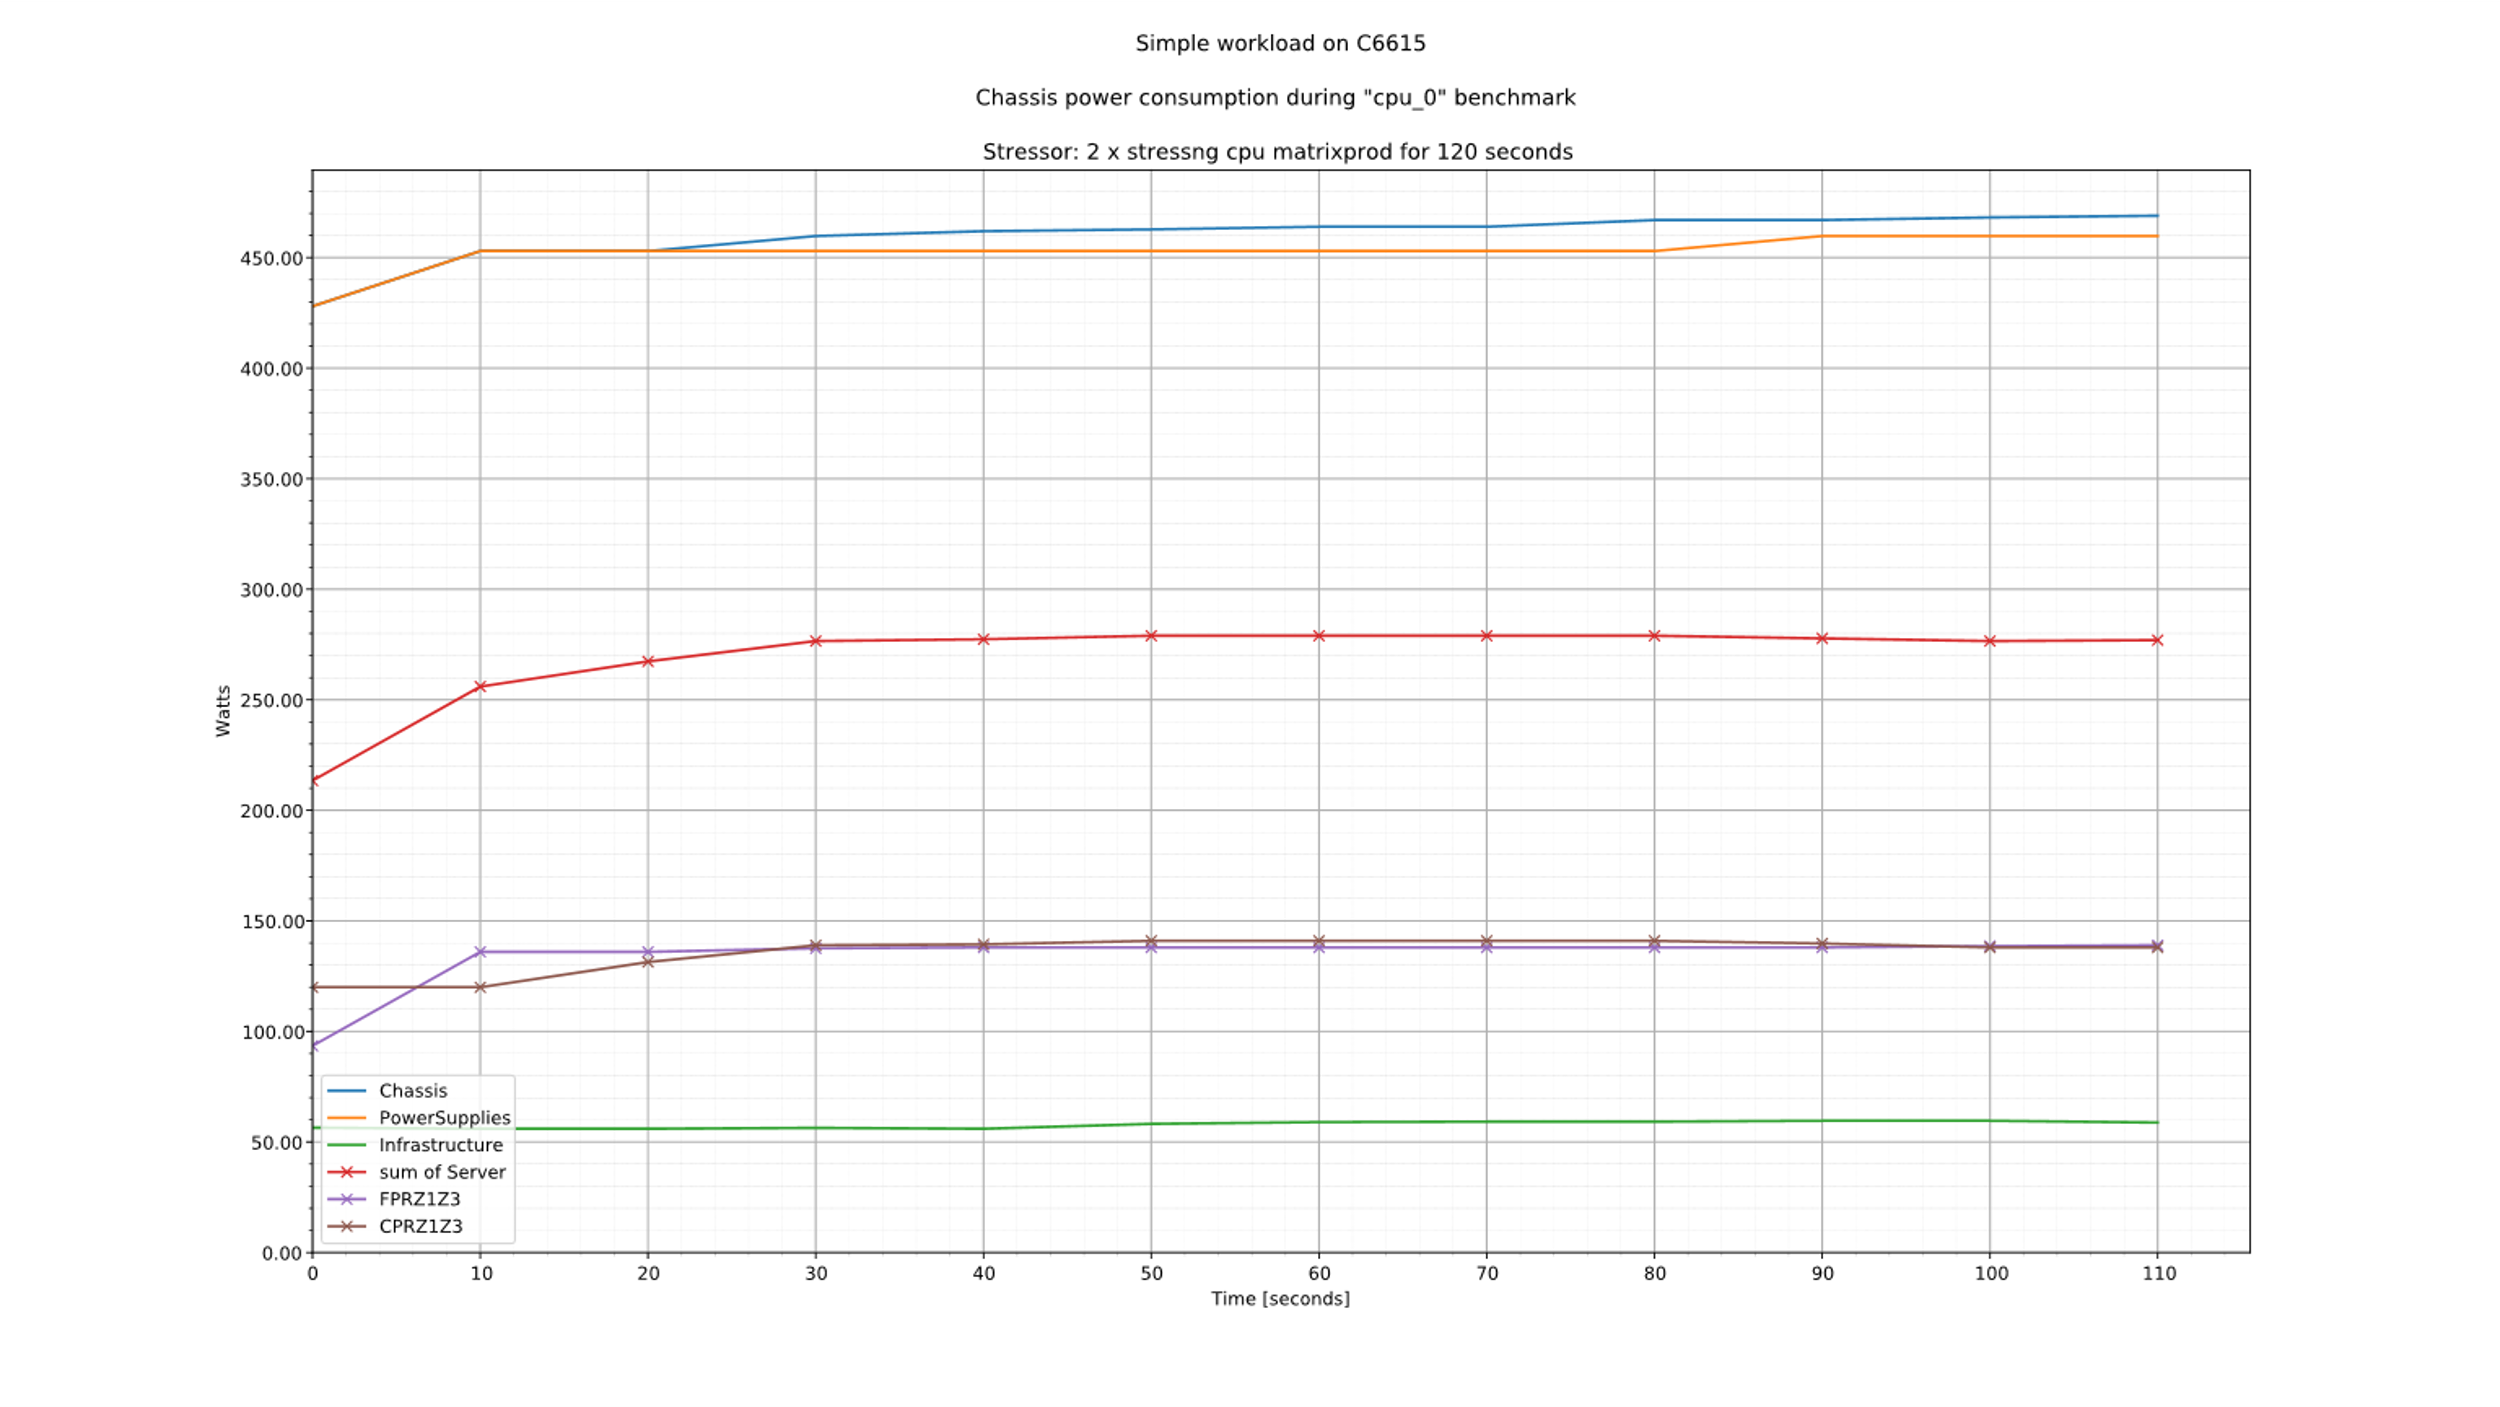 Simple workload on C6615
Chassis power consumption during "cpu_0" benchmark
Stressor: 2 x stressng cpu matrixprod for 120 seconds
450.00
400.00
350.00
300.00
250.00
200.00
150.00
100.00
50.00
0.00
Watts
Chassis
PowerSupplies
Infrastructure
sum of Server
FPRZ1Z3
CPRZ1Z3
0 10 20 30 40 50 60 70 80 90 100 110
Time [seconds]